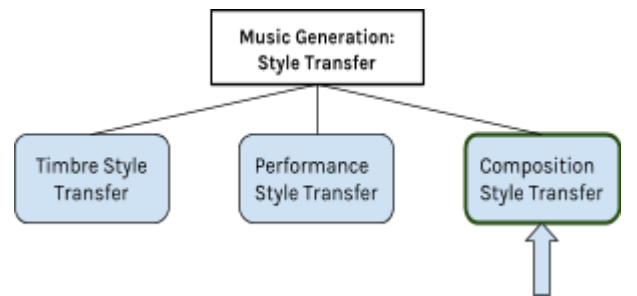 Music Generation:
Style Transfer
Timbre Style
Transfer
Performance
Style Transfer
Composition
Style Transfer